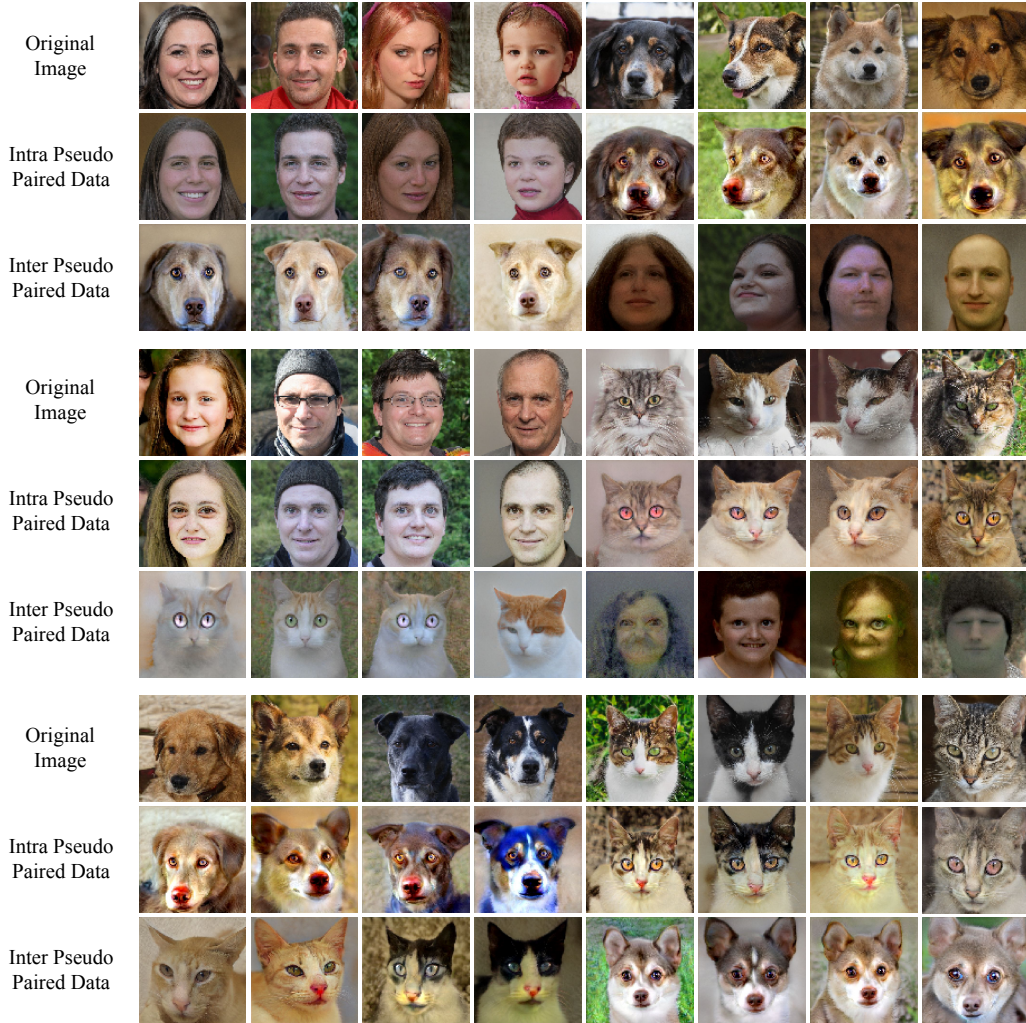 Original
Image
Intra Pseudo
Paired Data
Inter Pseudo
Paired Data
Original
Image
Intra Pseudo
Paired Data
Inter Pseudo
Paired Data
Original
Image
Intra Pseudo
Paired Data
Inter Pseudo
Paired Data